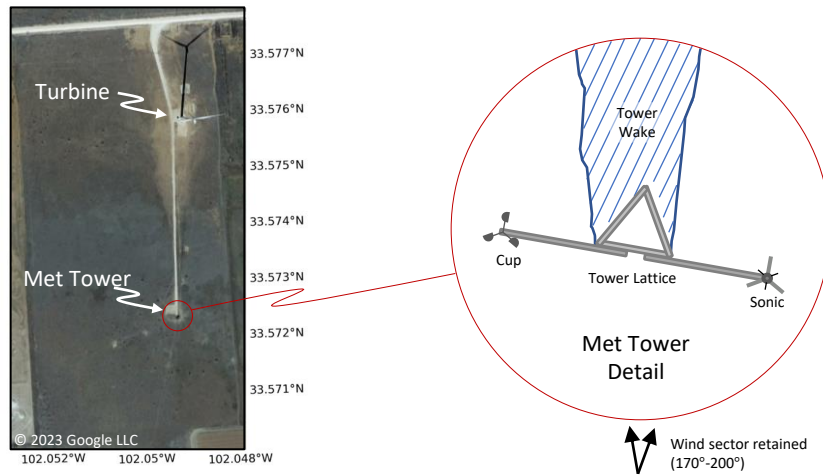 33.577°N
Turbine
33.576°N
33.575°N
33.574°N
Met Tower
33.573°N
33.572°N
33.571°N
© 2023 Google LLC
102.052°W
102.05°W
102.048°W
Tower
Wake
Cup
Tower Lattice
Sonic
Met Tower
Detail
Wind sector retained
(170°-200°)